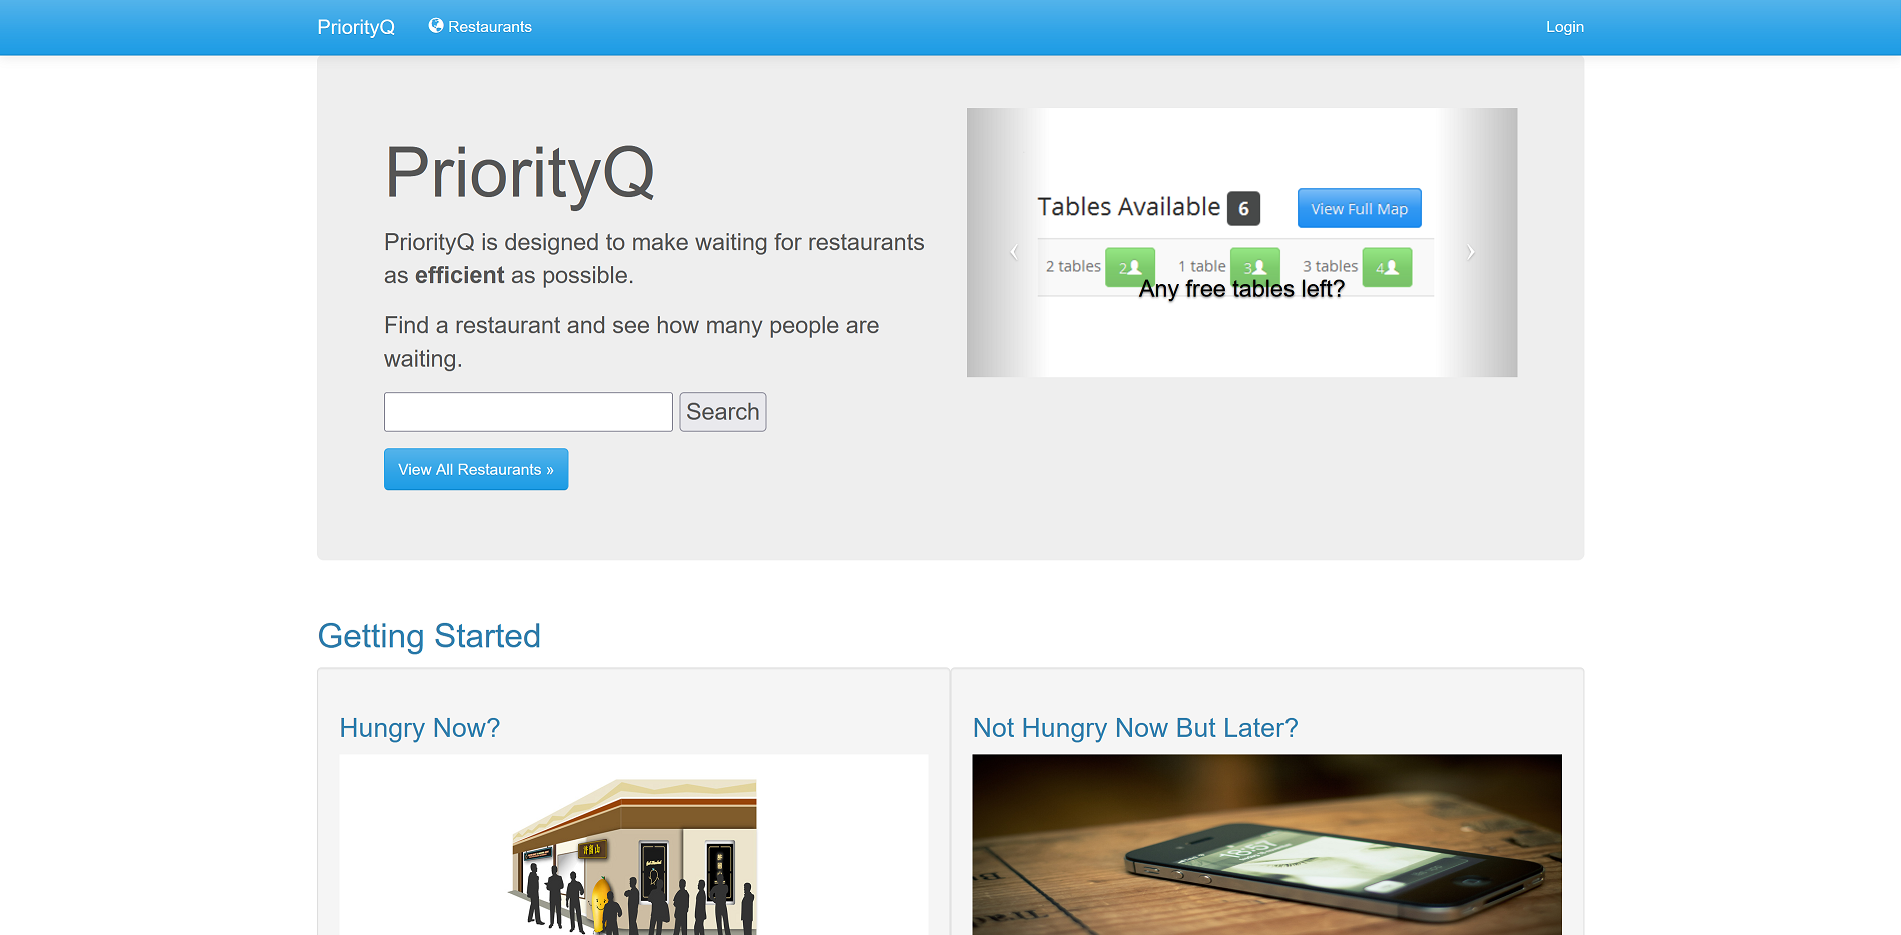 PriorityQ Restaurants Login
PriorityQ
PriorityQ is designed to make waiting for restaurants
as efficient as possible.
Find a restaurant and see how many people are
waiting.
Search
View All Restaurants »
Tables Available 6 View Full Map
2 tables 2 1 table 3 3 tables 4
Any free tables left?
Getting Started
Hungry Now?
Not Hungry Now But Later?